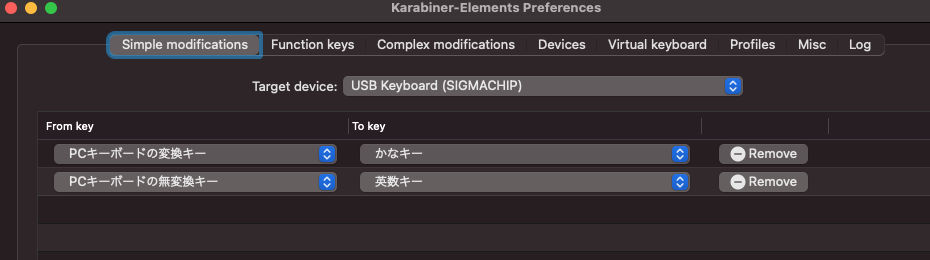 Karabiner-Elements Preferences
Simple modifications Function keys Complex modifications Devices Virtual keyboard Profiles Misc Log
Target device: USB Keyboard (SIGMACHIP)
From key To key
PCキーボードの変換キー かなキー Remove
PCキーボードの無変換キー 英数キー Remove